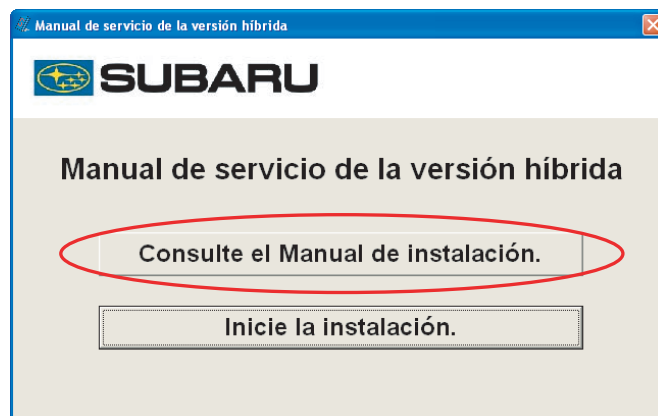 Manual de servicio de la versión híbrida
SUBARU
Manual de servicio de la versión híbrida
Consulte el Manual de instalación.
Inicie la instalación.